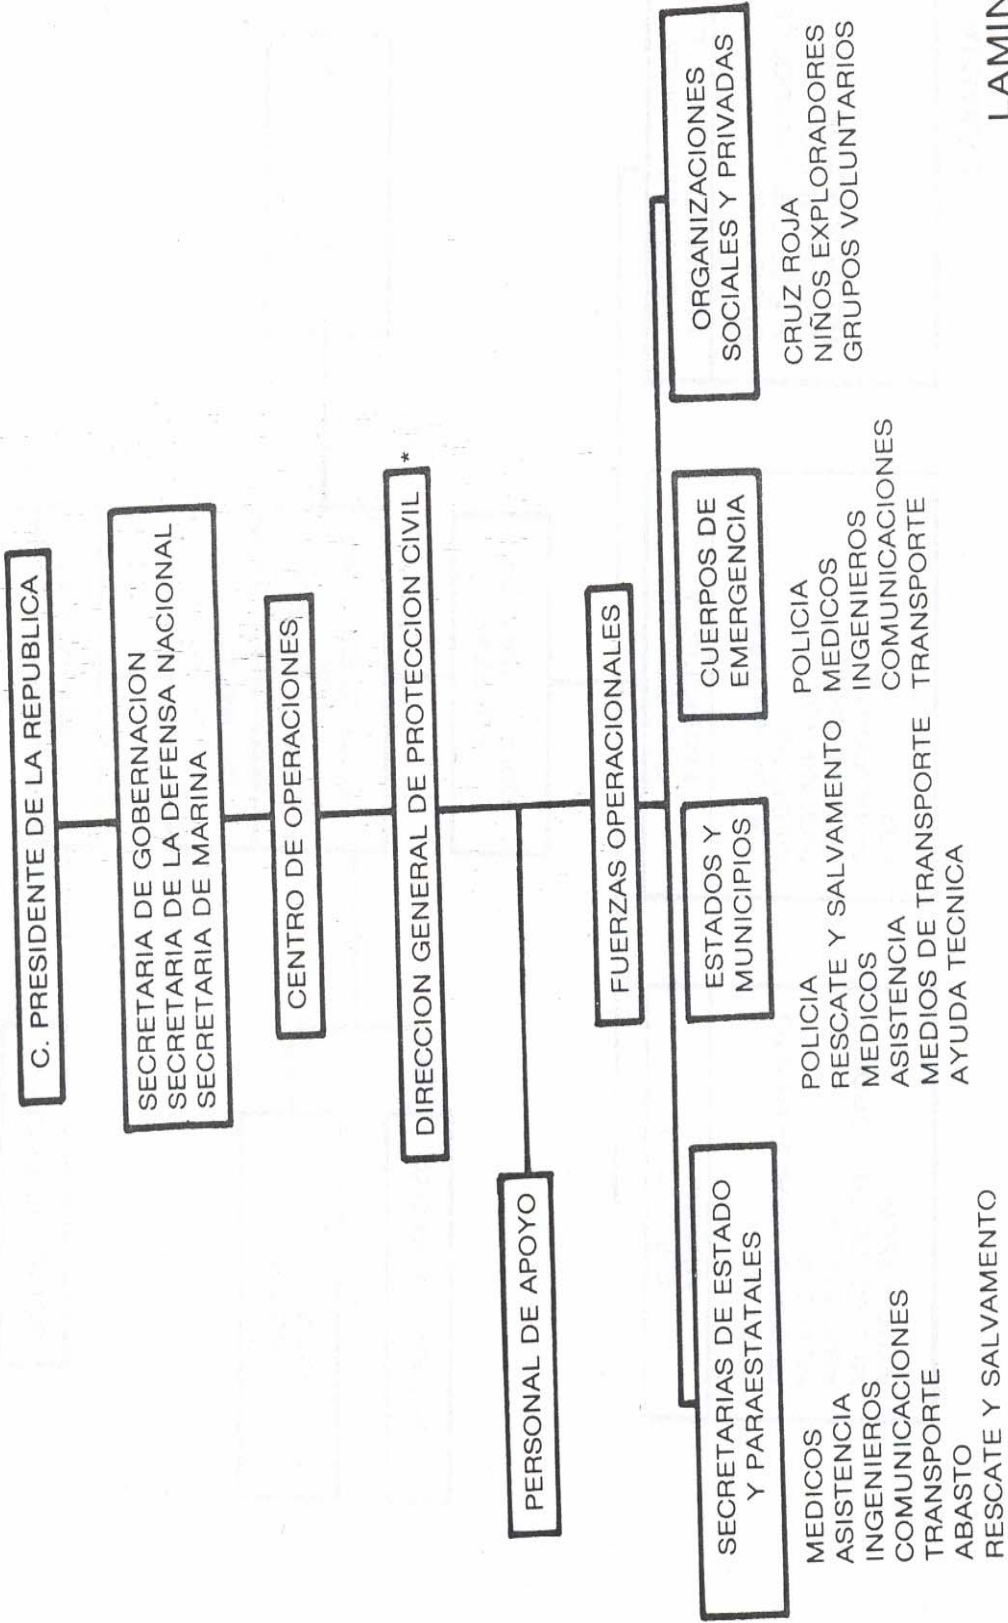 C. PRESIDENTE DE LA REPUBLICA
SECRETARIA DE GOBERNACION
SECRETARIA DE LA DEFENSA NACIONAL
SECRETARIA DE MARINA
CENTRO DE OPERACIONES
DIRECCION GENERAL DE PROTECCION CIVIL *
PERSONAL DE APOYO
FUERZAS OPERACIONALES
SECRETARIAS DE ESTADO
Y PARAESTATALES
MEDICOS
ASISTENCIA
INGENIEROS
COMUNICACIONES
TRANSPORTE
ABASTO
RESCATE Y SALVAMENTO
ESTADOS Y
MUNICIPIOS
POLICIA
RESCATE Y SALVAMENTO
MEDICOS
ASISTENCIA
MEDIOS DE TRANSPORTE
AYUDA TECNICA
CUERPOS DE
EMERGENCIA
POLICIA
MEDICOS
INGENIEROS
COMUNICACIONES
TRANSPORTE
ORGANIZACIONES
SOCIALES Y PRIVADAS
CRUZ ROJA
NIÑOS EXPLORADORES
GRUPOS VOLUNTARIOS